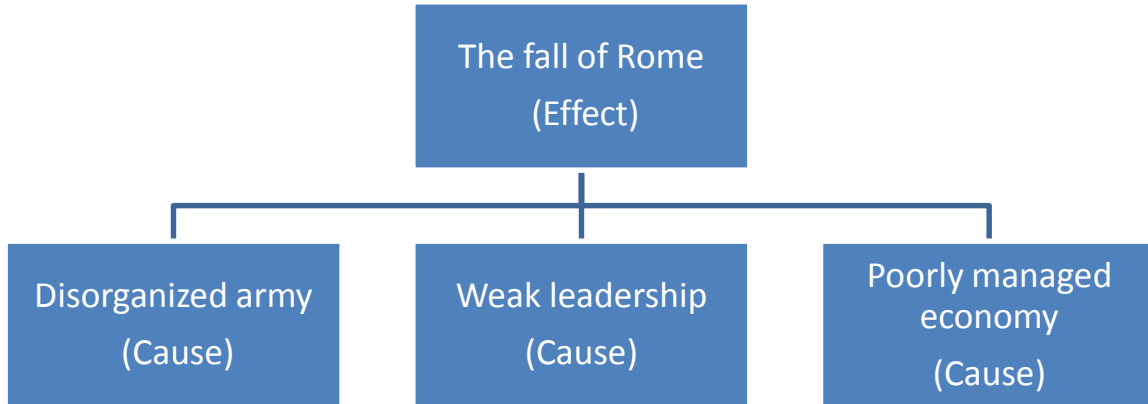 The fall of Rome
(Effect)
Disorganized army
(Cause)
Weak leadership
(Cause)
Poorly managed
economy
(Cause)